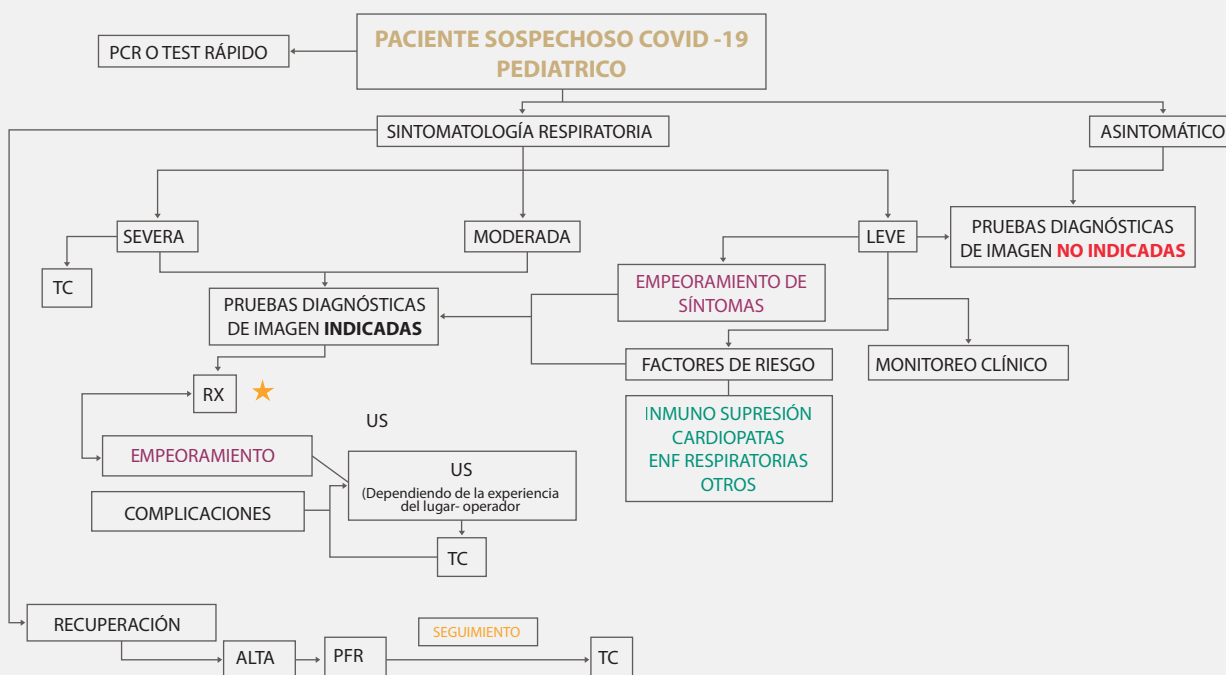 PACIENTE SOSPECHOSO COVID -19
PEDIATRICO
PCR O TEST RÁPIDO
SINTOMATOLOGÍA RESPIRATORIA
ASINTOMÁTICO
SEVERA
MODERADA
LEVE
PRUEBAS DIAGNÓSTICAS
DE IMAGEN NO INDICADAS
TC
PRUEBAS DIAGNÓSTICAS
DE IMAGEN INDICADAS
EMPEORAMIENTO DE
SÍNTOMAS
FACTORES DE RIESGO
MONITOREO CLÍNICO
RX
INMUNO SUPRESIÓN
CARDIOPATAS
ENF RESPIRATORIAS
OTROS
US
EMPEORAMIENTO
US
(Dependiendo de la experiencia
del lugar- operador
COMPLICACIONES
TC
RECUPERACIÓN
SEGUIMIENTO
ALTA
PFR
TC